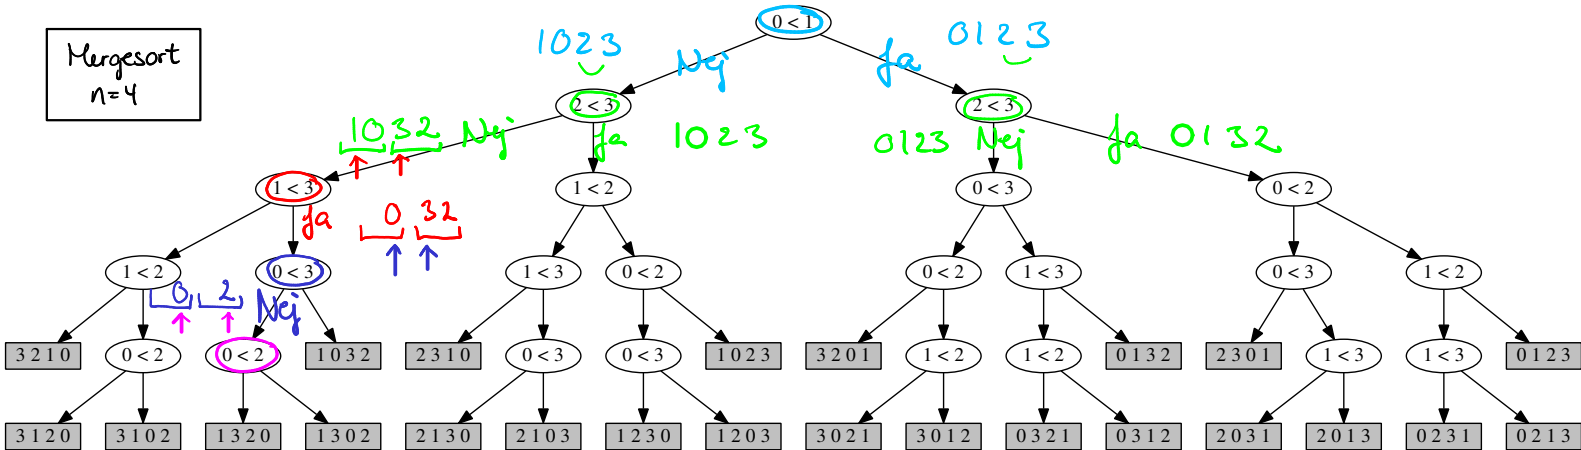 Mergesort
n=4
0 < 1
1023
0123
Nej
Ja
2 < 3
2 < 3
1032
Nej
Ja
1023
0123
Nej
Ja
0132
1 < 3
1 < 2
0 < 3
0 < 2
Ja
0
32
1 < 2
0 < 3
1 < 3
0 < 2
0 < 2
1 < 3
0 < 3
1 < 2
0
2
Nej
3 2 1 0
0 < 2
0 < 2
1 0 3 2
2 3 1 0
0 < 3
0 < 3
1 0 2 3
3 2 0 1
1 < 2
1 < 2
0 1 3 2
2 3 0 1
1 < 3
1 < 3
0 1 2 3
3 1 2 0
3 1 0 2
1 3 2 0
1 3 0 2
2 1 3 0
2 1 0 3
1 2 3 0
1 2 0 3
3 0 2 1
3 0 1 2
0 3 2 1
0 3 1 2
2 0 3 1
2 0 1 3
0 2 3 1
0 2 1 3